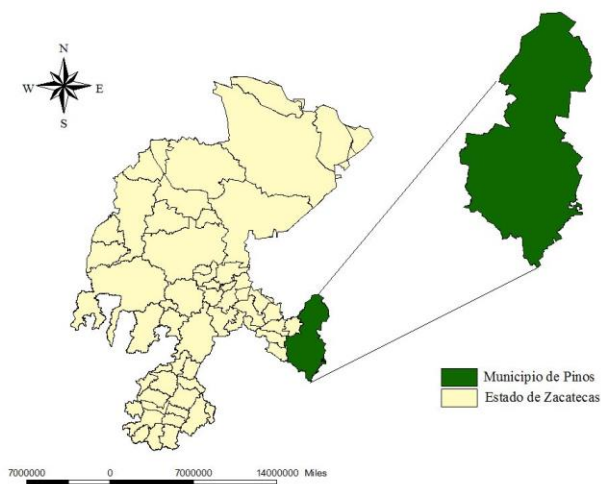 N
W E
S
Municipio de Pinos
Estado de Zacatecas
7000000 0 7000000 14000000 Miles